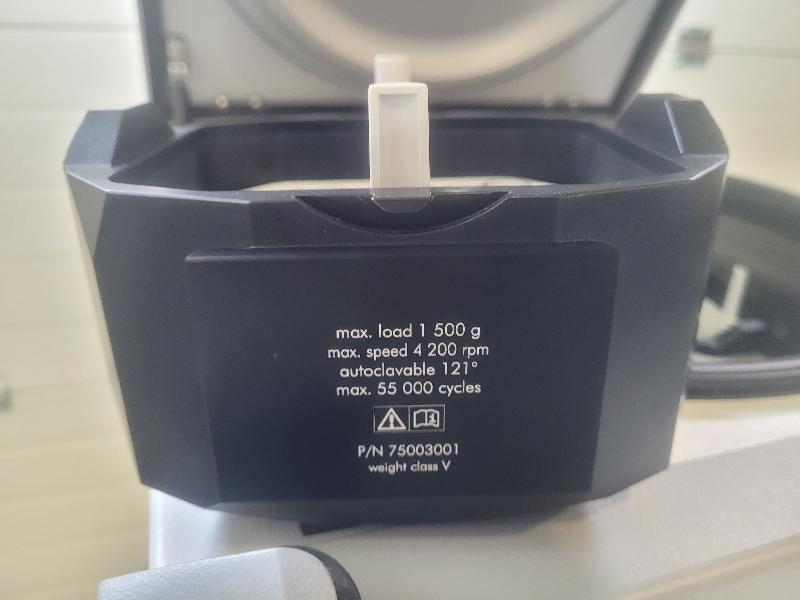 max. load 1 500 g
max. speed 4 200 rpm
autoclavable 121°
max. 55 000 cycles
P/N 75003001
weight class V